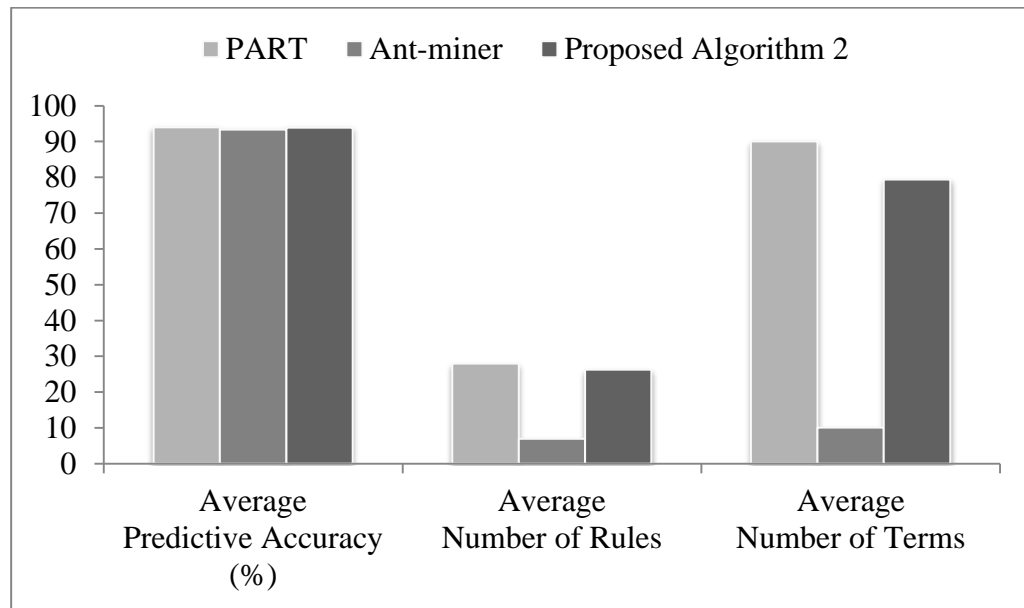 PART Ant-miner Proposed Algorithm 2
100
90
80
70
60
50
40
30
20
10
0
Average
Predictive Accuracy
(%)
Average
Number of Rules
Average
Number of Terms